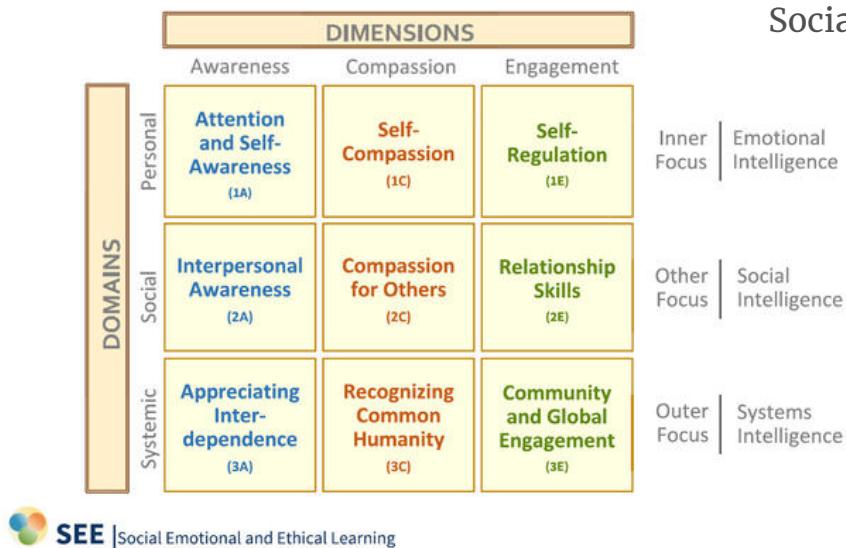 Socia
DIMENSIONS
Awareness Compassion Engagement
DOMAINS
Personal
Attention
and Self-
Awareness
(1A)
Self-
Compassion
(1C)
Self-
Regulation
(1E)
Inner
Focus
Emotional
Intelligence
Social
Interpersonal
Awareness
(2A)
Compassion
for Others
(2C)
Relationship
Skills
(2E)
Other
Focus
Social
Intelligence
Systemic
Appreciating
Inter-
dependence
(3A)
Recognizing
Common
Humanity
(3C)
Community
and Global
Engagement
(3E)
Outer
Focus
Systems
Intelligence
SEE |Social Emotional and Ethical Learning